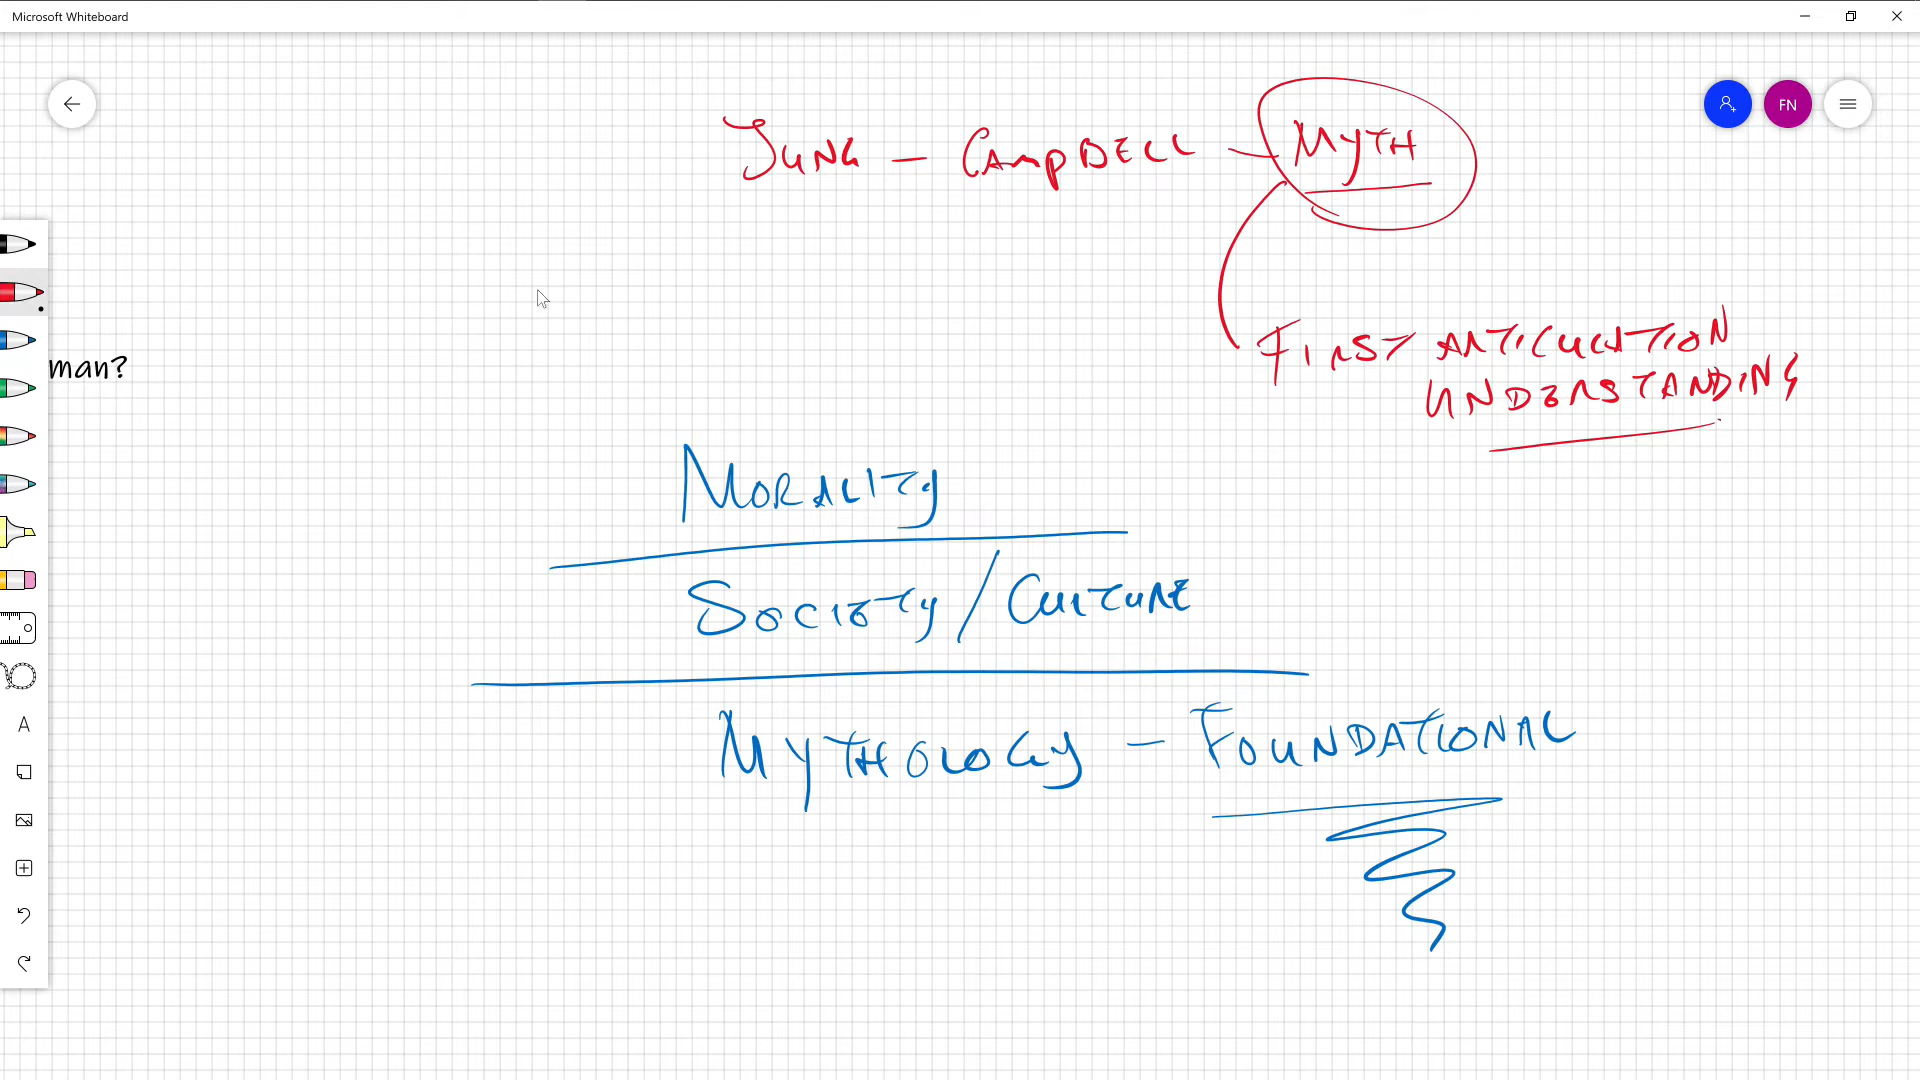 Microsoft Whiteboard
FN
JUNG – CAMPBELL – MYTH
FIRST ARTICULATION
UNDERSTANDING
man?
MORALITY
SOCIETY / CULTURE
MYTHOLOGY – FOUNDATIONAL
A